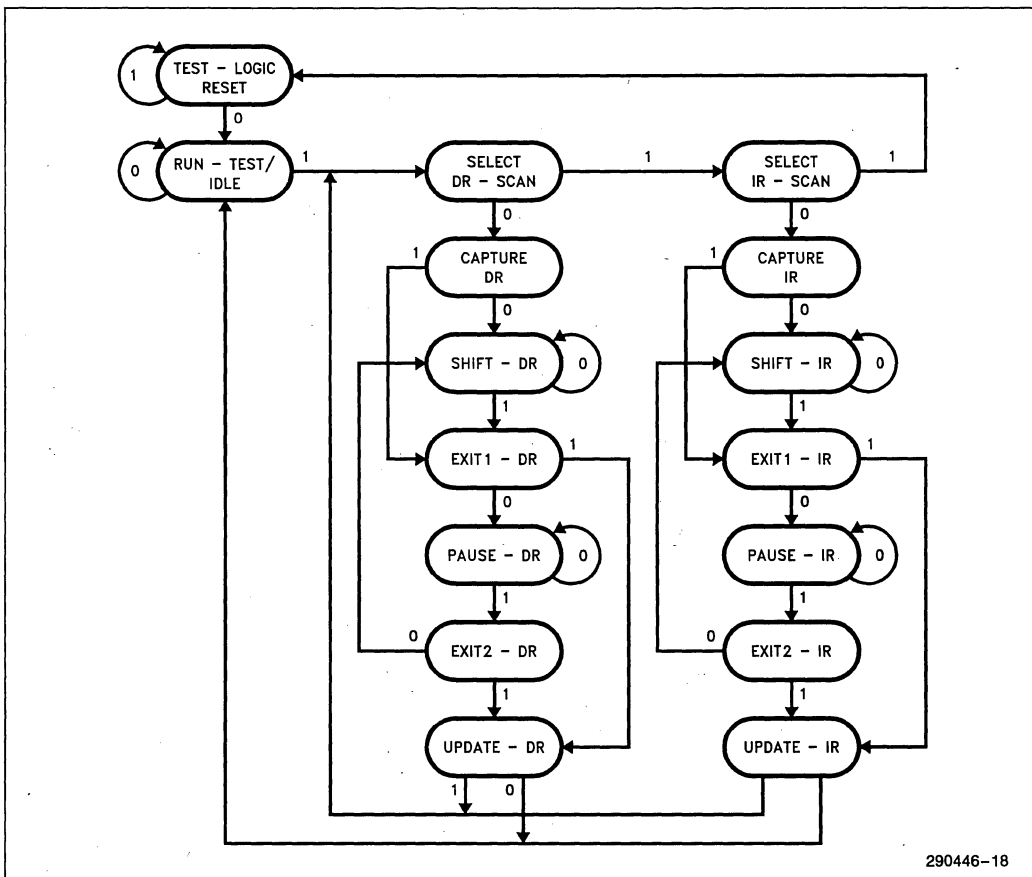 TEST - LOGIC
RESET
1
0
RUN - TEST/
IDLE
0
1
SELECT
DR - SCAN
1
SELECT
IR - SCAN
1
0
0
CAPTURE
DR
1
CAPTURE
IR
1
0
0
SHIFT - DR
0
SHIFT - IR
0
1
1
EXIT1 - DR
1
EXIT1 - IR
1
0
0
PAUSE - DR
0
PAUSE - IR
0
1
1
0
EXIT2 - DR
0
EXIT2 - IR
1
1
UPDATE - DR
UPDATE - IR
1
0
290446-18